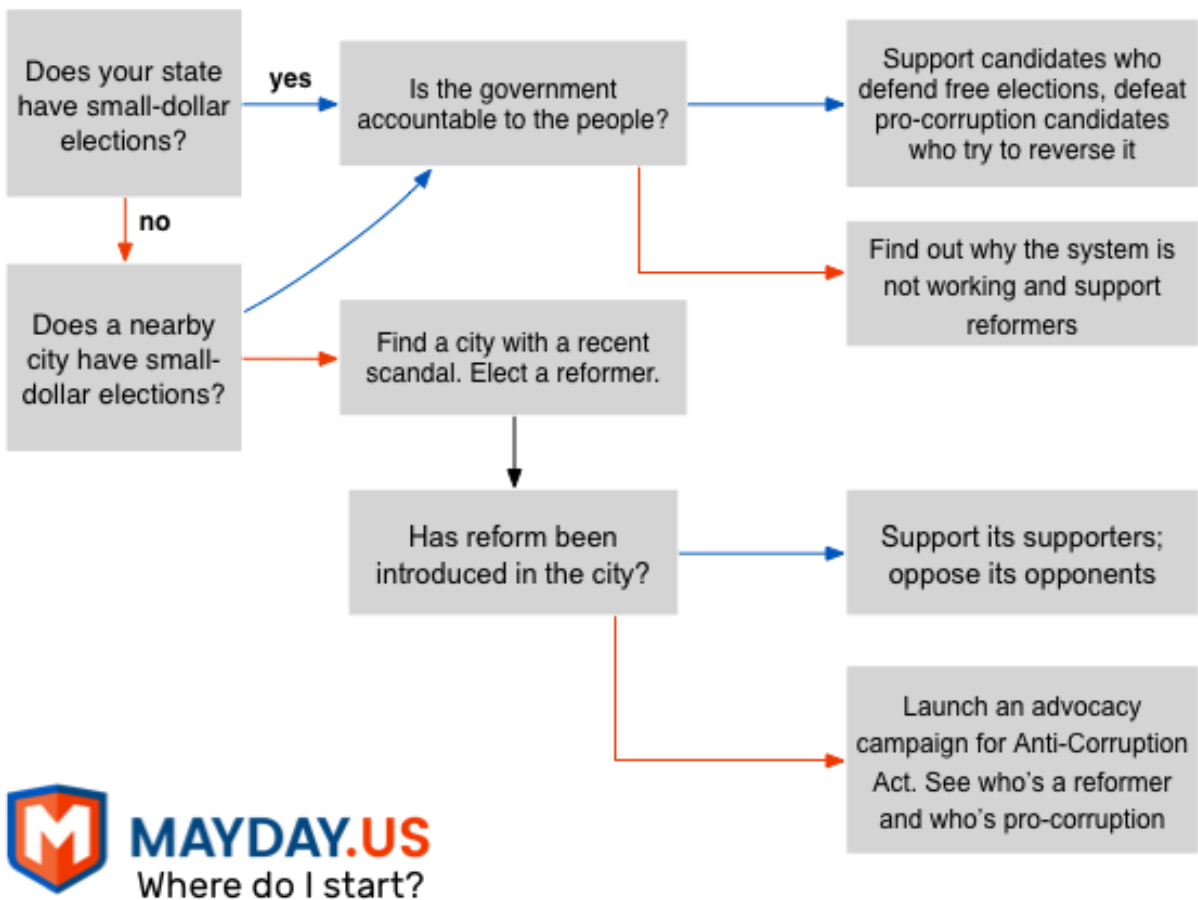 Does your state
have small-dollar
elections?
yes
Is the government
accountable to the people?
Support candidates who
defend free elections, defeat
pro-corruption candidates
who try to reverse it
no
Find out why the system is
not working and support
reformers
Does a nearby
city have small-
dollar elections?
Find a city with a recent
scandal. Elect a reformer.
Has reform been
introduced in the city?
Support its supporters;
oppose its opponents
Launch an advocacy
campaign for Anti-Corruption
Act. See who's a reformer
and who's pro-corruption
M
MAYDAY.US
Where do I start?